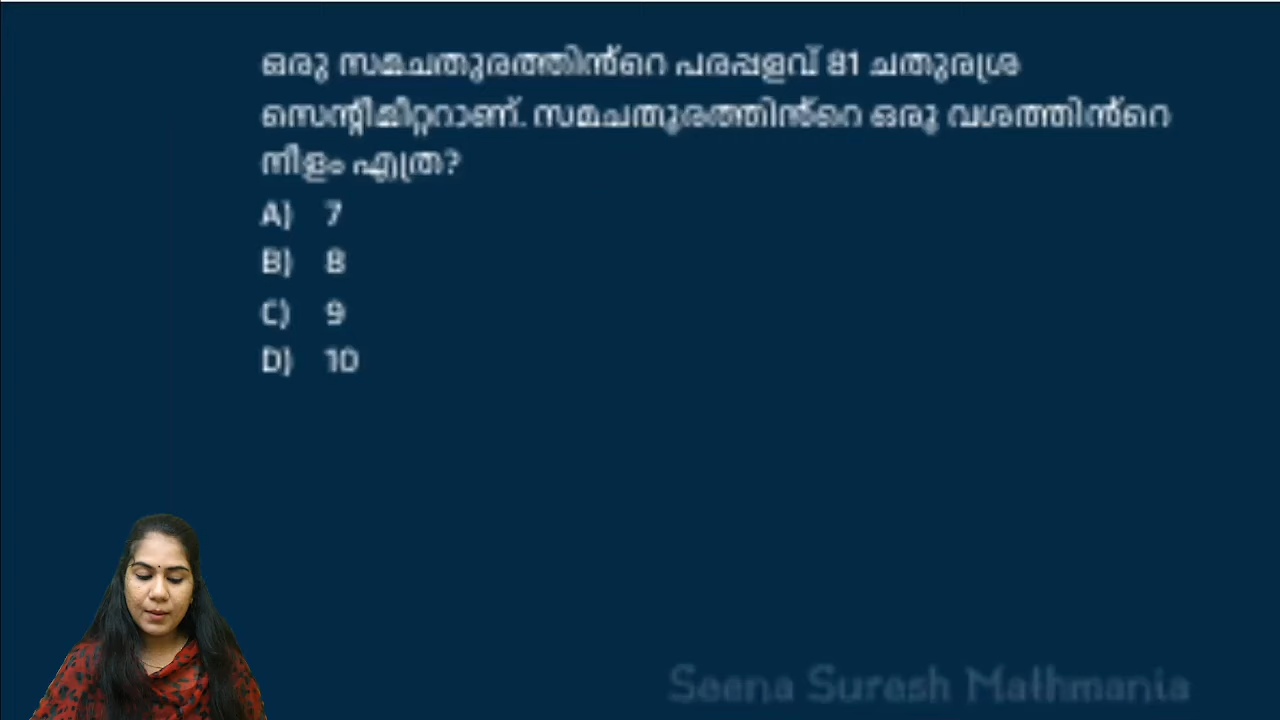 ഒരു സമചതുരത്തിൻ്റെ പരപ്പളവ് 81 ചതുരശ്ര
സെന്റീമീറ്ററാണ്. സമചതുരത്തിൻ്റെ ഒരു വശത്തിൻ്റെ
നീളം എത്ര?
A) 7
B) 8
C) 9
D) 10
Seena Suresh Mathmania